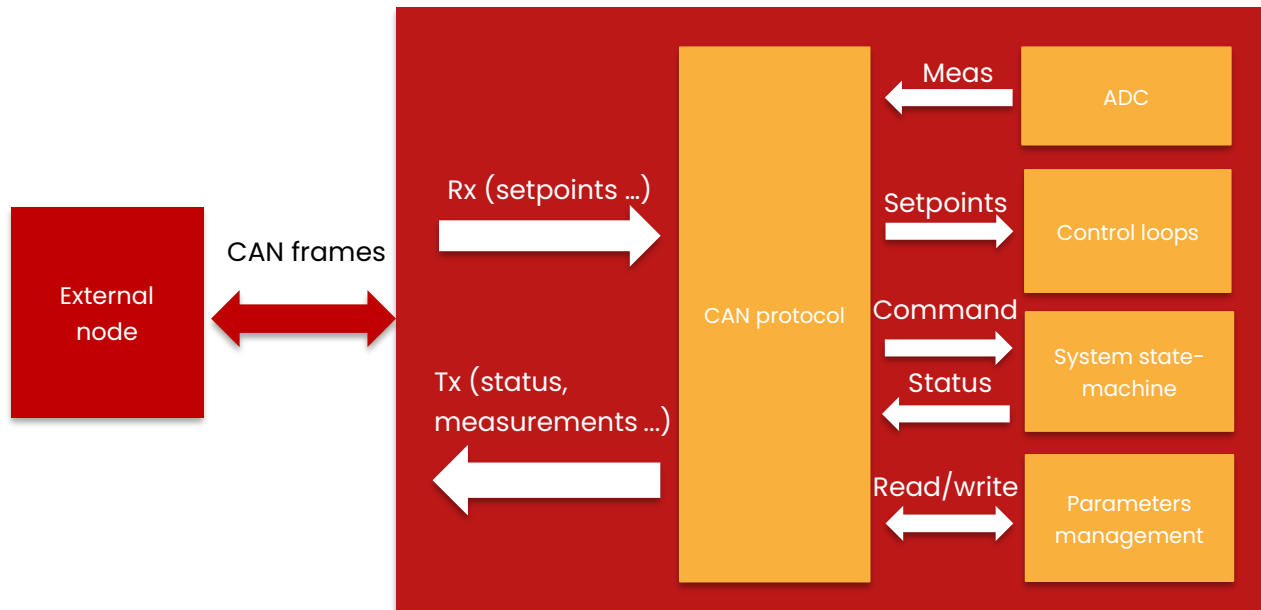 External
node
CAN frames
Rx (setpoints ...)
Tx (status,
measurements ...)
CAN protocol
Meas
ADC
Setpoints
Control loops
Command
Status
System state-
machine
Read/write
Parameters
management